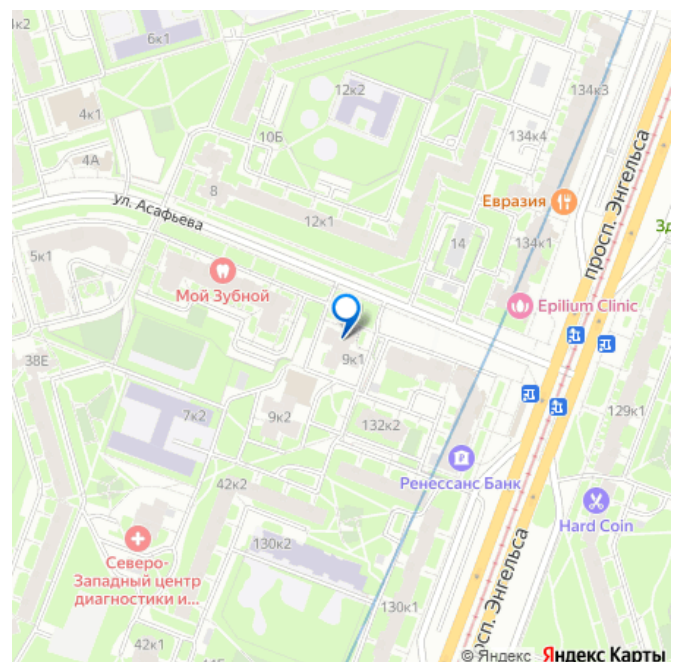 к2
6к1
4к1
4А
12к2
10Б
134к3
134к4
8
ул. Асафьева
12к1
Евразия
просп. Энгельса
Зд
14
134к1
5к1
Мой Зубной
Epilium Clinic
38Е
9к1
7к2
9к2
132к2
129к1
Ренессанс Банк
42к2
Hard Coin
130к2
Северо-
Западный центр
диагностики и...
130к1
просп. Энгельса
42к1
© Яндекс Яндекс Карты